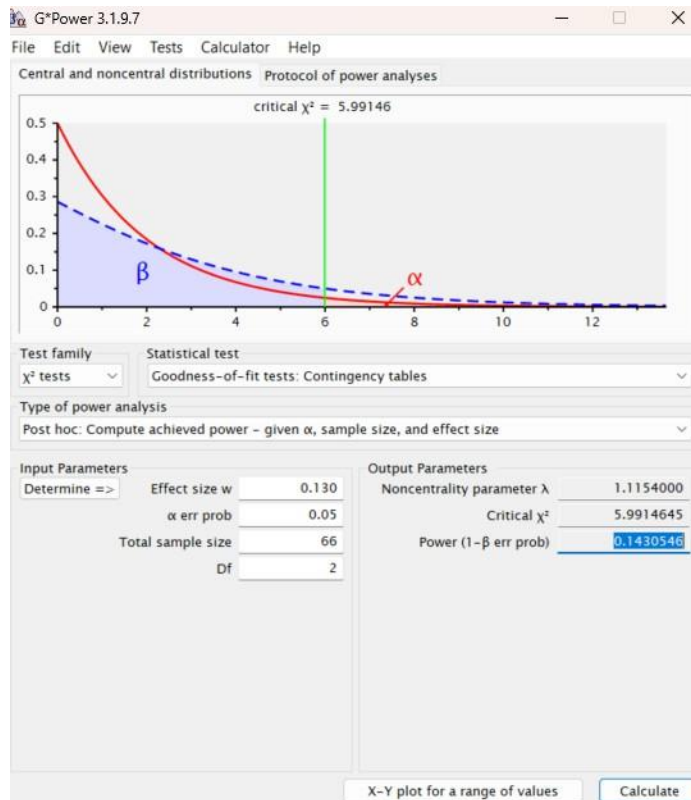 G*Power 3.1.9.7
File Edit View Tests Calculator Help
Central and noncentral distributions Protocol of power analyses
critical χ² = 5.99146
0.5
0.4
0.3
0.2
0.1
0
β
α
0 2 4 6 8 10 12
Test family Statistical test
χ² tests Goodness-of-fit tests: Contingency tables
Type of power analysis
Post hoc: Compute achieved power – given α, sample size, and effect size
Input Parameters Output Parameters
Determine => Effect size w 0.130 Noncentrality parameter λ 1.1154000
α err prob 0.05 Critical χ² 5.9914645
Total sample size 66 Power (1-β err prob) 0.1430546
Df 2
X-Y plot for a range of values Calculate